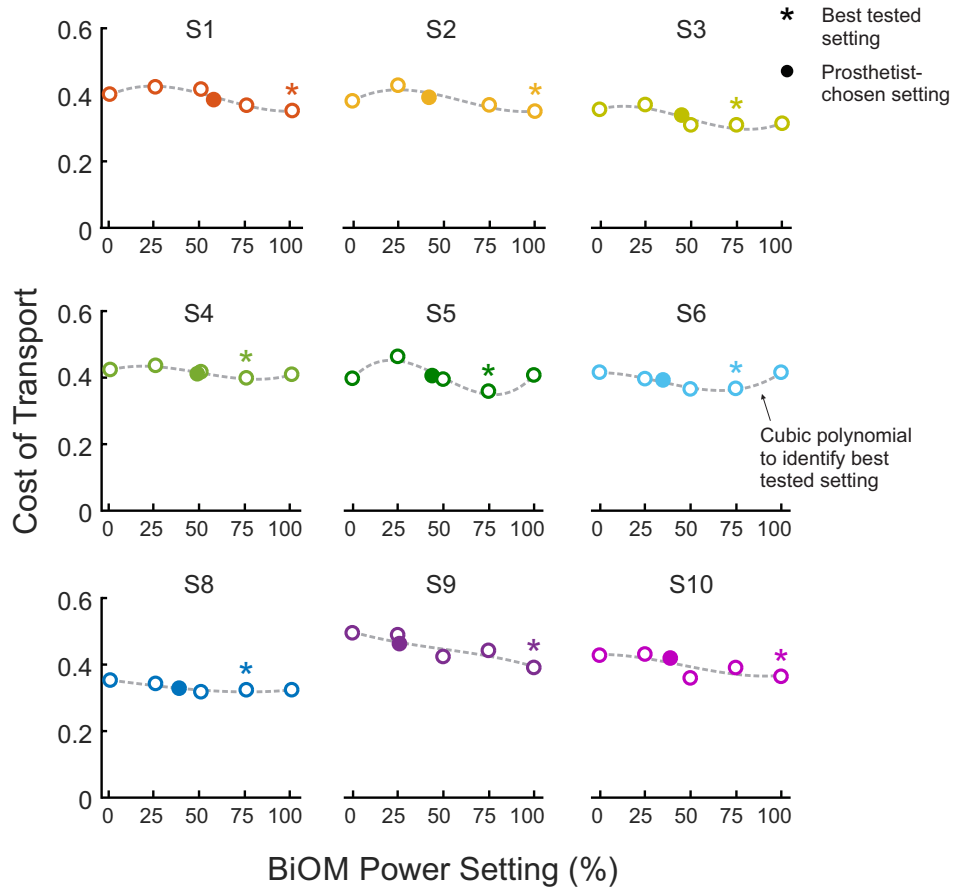 S1
S2
S3
* Best tested
setting
Prosthetist-
chosen setting
0.6
0.4
0.2
0
*
*
*
0 25 50 75 100
0 25 50 75 100
0 25 50 75 100
S4
S5
S6
0.6
0.4
0.2
0
*
*
*
Cubic polynomial
to identify best
tested setting
0 25 50 75 100
0 25 50 75 100
0 25 50 75 100
Cost of Transport
S8
S9
S10
0.6
0.4
0.2
0
*
*
*
0 25 50 75 100
0 25 50 75 100
0 25 50 75 100
BiOM Power Setting (%)